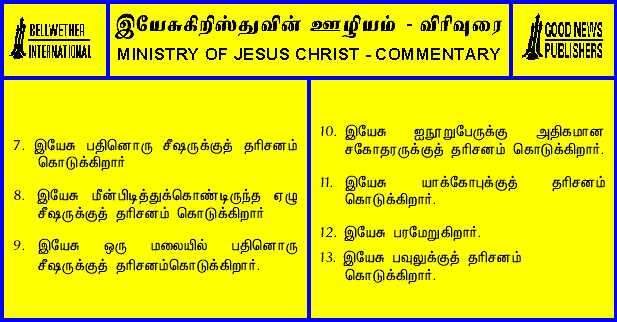 BELLWETHER
INTERNATIONAL
இயேசுகிறிஸ்துவின் ஊழியம் - விரிவுரை
MINISTRY OF JESUS CHRIST - COMMENTARY
GOOD NEWS
PUBLISHERS
7. இயேசு பதினொரு சீஷருக்குத் தரிசனம்
கொடுக்கிறார்
8. இயேசு மீன்பிடித்துக்கொண்டிருந்த ஏழு
சீஷருக்குத் தரிசனம் கொடுக்கிறார்
9. இயேசு ஒரு மலையில் பதினொரு
சீஷருக்குத் தரிசனம்கொடுக்கிறார்.
10. இயேசு ஐநூறுபேருக்கு அதிகமான
சகோதரருக்குத் தரிசனம் கொடுக்கிறார்.
11. இயேசு யாக்கோபுக்குத் தரிசனம்
கொடுக்கிறார்.
12. இயேசு பரமேறுகிறார்.
13. இயேசு பவுலுக்குத் தரிசனம்
கொடுக்கிறார்.